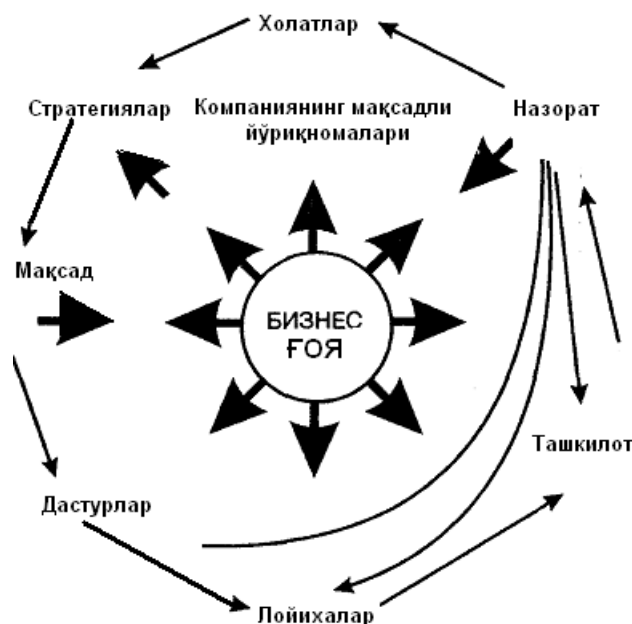 Холатлар
Стратегиялар
Компаниянинг мақсадли
йўриқномалари
Назорат
Мақсад
БИЗНЕС
ҒОЯ
Ташкилот
Дастурлар
Лойихалар